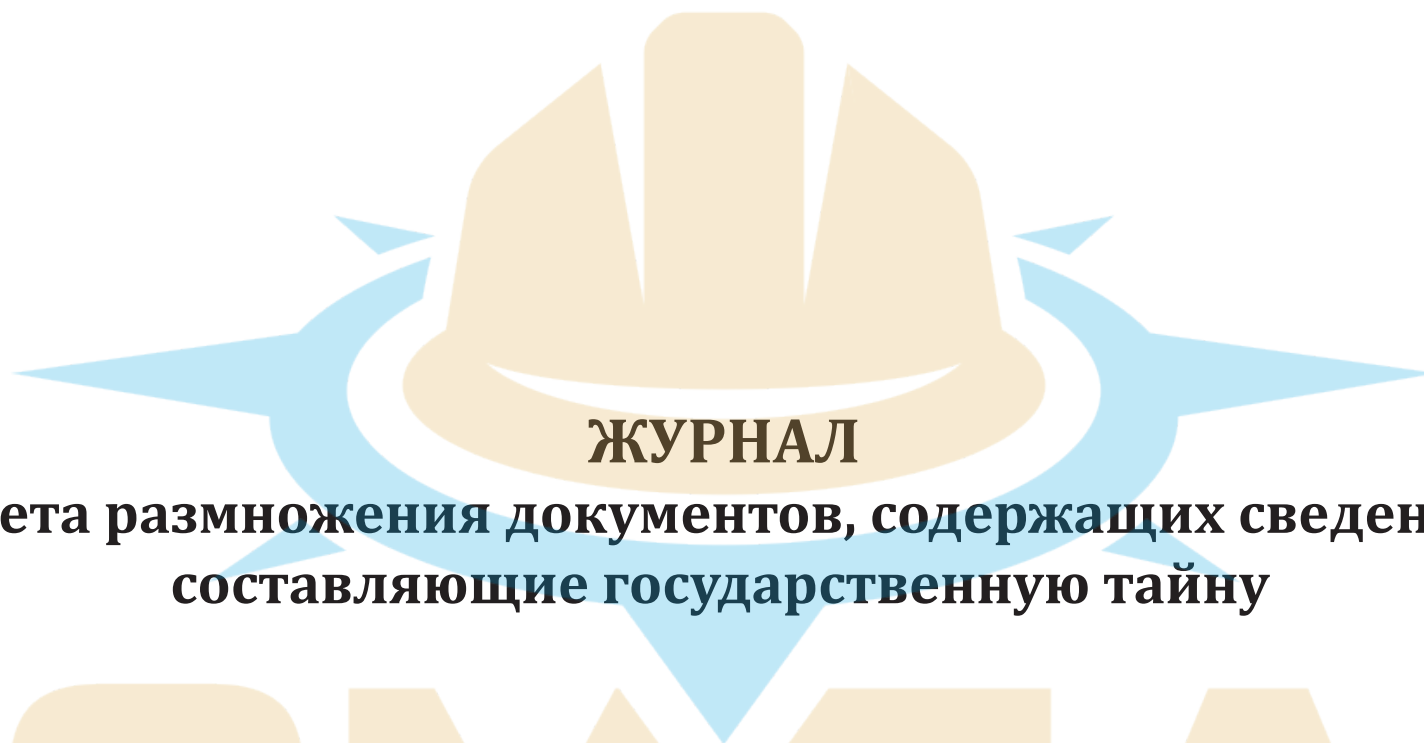 ЖУРНАЛ
ета размножения документов, содержащих сведен
составляющие государственную тайну